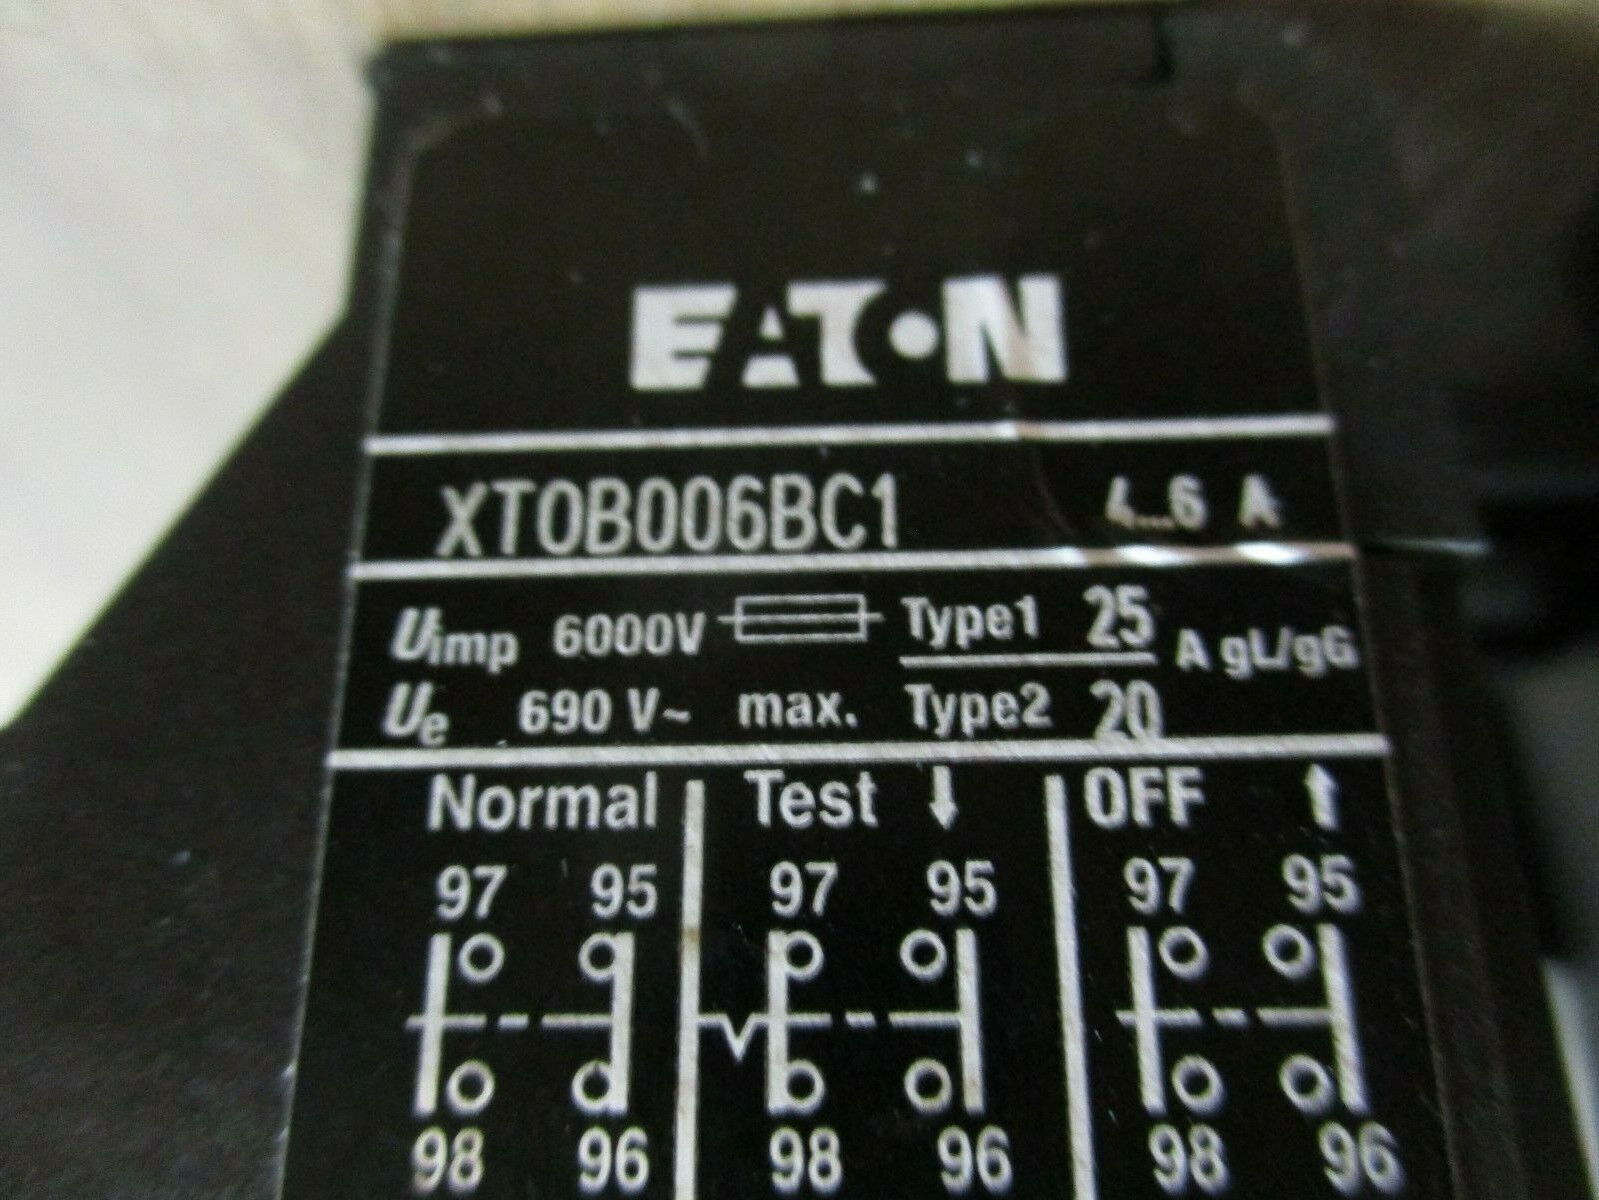 EATON
XTOB006BC1 4...6 A
Uimp 6000V Type1 25 A gL/gG
Ue 690 V~ max. Type2 20
Normal Test ↓ OFF ↑
97 95 97 95 97 95
98 96 98 96 98 96